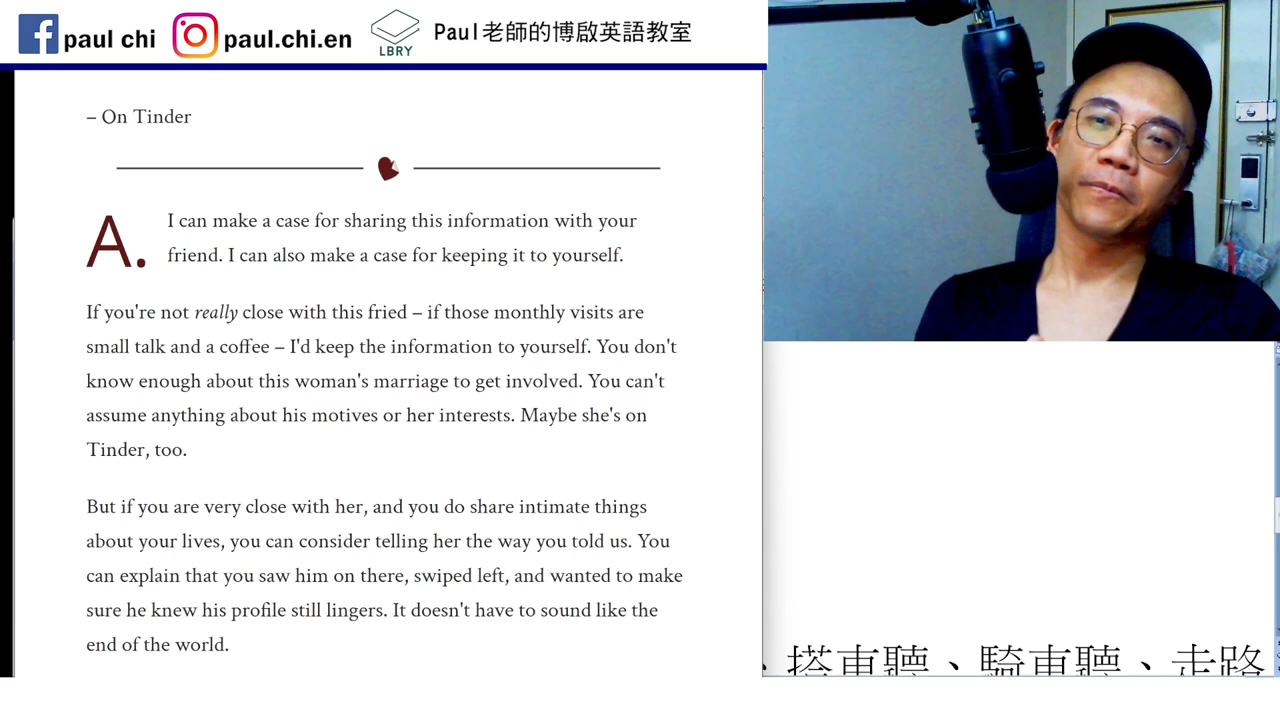 paul chi
paul.chi.en
LBRY
Paul老師的博啟英語教室
– On Tinder
A.
I can make a case for sharing this information with your
friend. I can also make a case for keeping it to yourself.
If you're not really close with this fried – if those monthly visits are
small talk and a coffee – I'd keep the information to yourself. You don't
know enough about this woman's marriage to get involved. You can't
assume anything about his motives or her interests. Maybe she's on
Tinder, too.
But if you are very close with her, and you do share intimate things
about your lives, you can consider telling her the way you told us. You
can explain that you saw him on there, swiped left, and wanted to make
sure he knew his profile still lingers. It doesn't have to sound like the
end of the world.
、搭車聽、騎車聽、走路